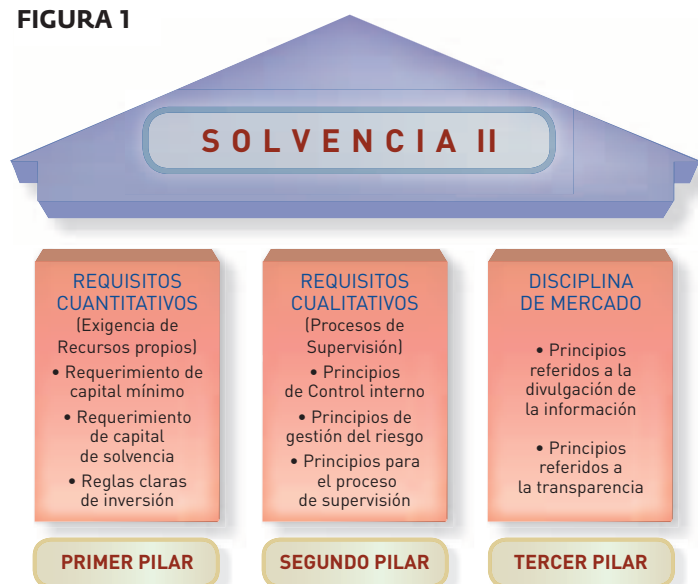 FIGURA 1
SOLVENCIA II
REQUISITOS
CUANTITATIVOS
(Exigencia de
Recursos propios)
• Requerimiento de
capital mínimo
• Requerimiento
de capital
de solvencia
• Reglas claras
de inversión
PRIMER PILAR
REQUISITOS
CUALITATIVOS
(Procesos de
Supervisión)
• Principios
de Control interno
• Principios de
gestión del riesgo
• Principios para
el proceso
de supervisión
SEGUNDO PILAR
DISCIPLINA
DE MERCADO
• Principios
referidos a la
divulgación de
la información
• Principios
referidos a
la transparencia
TERCER PILAR